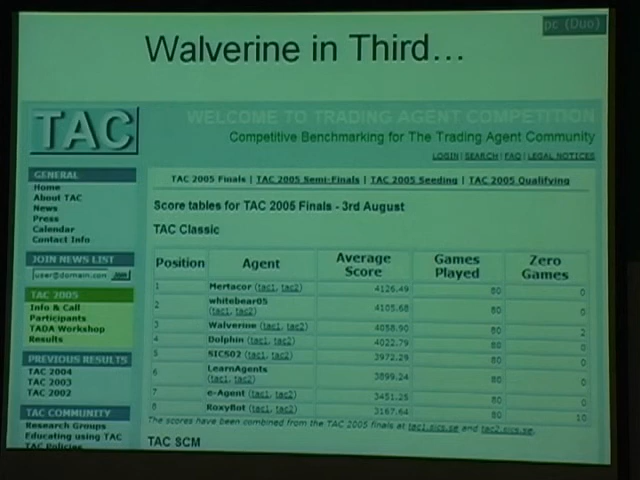 pc (Duo)
Walverine in Third...
TAC
WELCOME TO TRADING AGENT COMPETITION
Competitive Benchmarking for The Trading Agent Community
LOGIN | SEARCH | FAQ | LEGAL NOTICES
GENERAL
Home
About TAC
News
Press
Calendar
Contact Info
JOIN NEWS LIST
user@domain.com
TAC 2005
Info & Call
Participants
TADA Workshop
Results
PREVIOUS RESULTS
TAC 2004
TAC 2003
TAC 2002
TAC COMMUNITY
Research Groups
Educating using TAC
TAC Policies
TAC 2005 Finals | TAC 2005 Semi-Finals | TAC 2005 Seeding | TAC 2005 Qualifying
Score tables for TAC 2005 Finals - 3rd August
TAC Classic
Position Agent Average Score Games Played Zero Games
1 Mertacor (tac1, tac2) 4126.49 80 0
2 whitebear05 (tac1, tac2) 4105.68 80 0
3 Walverine (tac1, tac2) 4058.90 80 2
4 Dolphin (tac1, tac2) 4022.79 80 0
5 SICS02 (tac1, tac2) 3972.29 80 0
6 LearnAgents (tac1, tac2) 3899.24 80 0
7 e-Agent (tac1, tac2) 3451.25 80 0
8 RoxyBot (tac1, tac2) 3167.64 80 10
The scores have been combined from the TAC 2005 finals at tac1.sics.se and tac2.sics.se.
TAC SCM